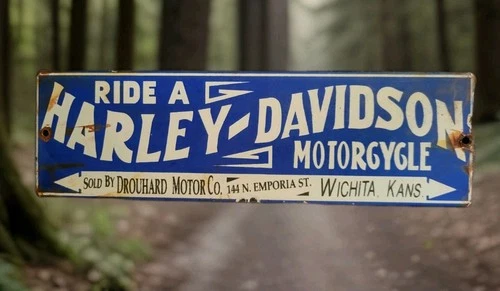 RIDE A
HARLEY-DAVIDSON
MOTORCYCLE
SOLD BY DROUHARD MOTOR CO. 144 N. EMPORIA ST. WICHITA, KANS.